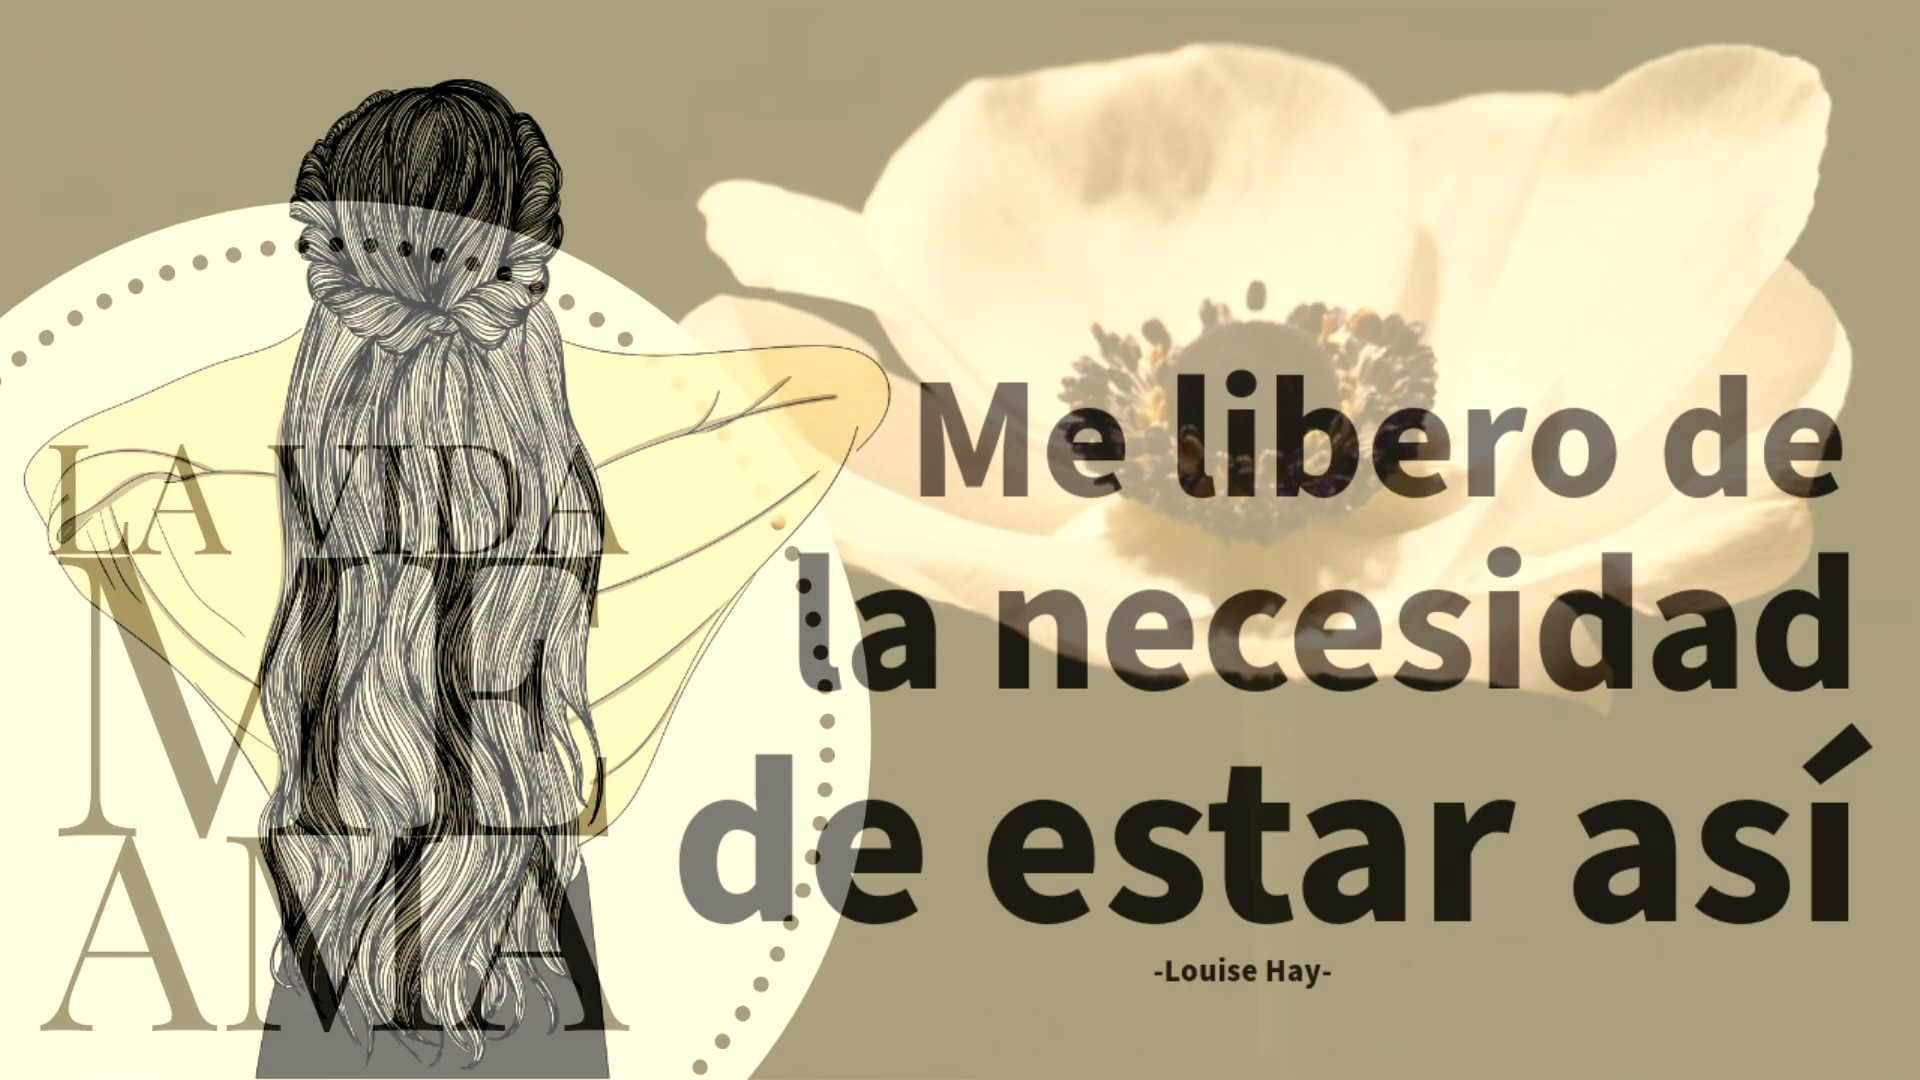 LA VIDA
ME
AMA
Me libero de
la necesidad
de estar así
-Louise Hay-